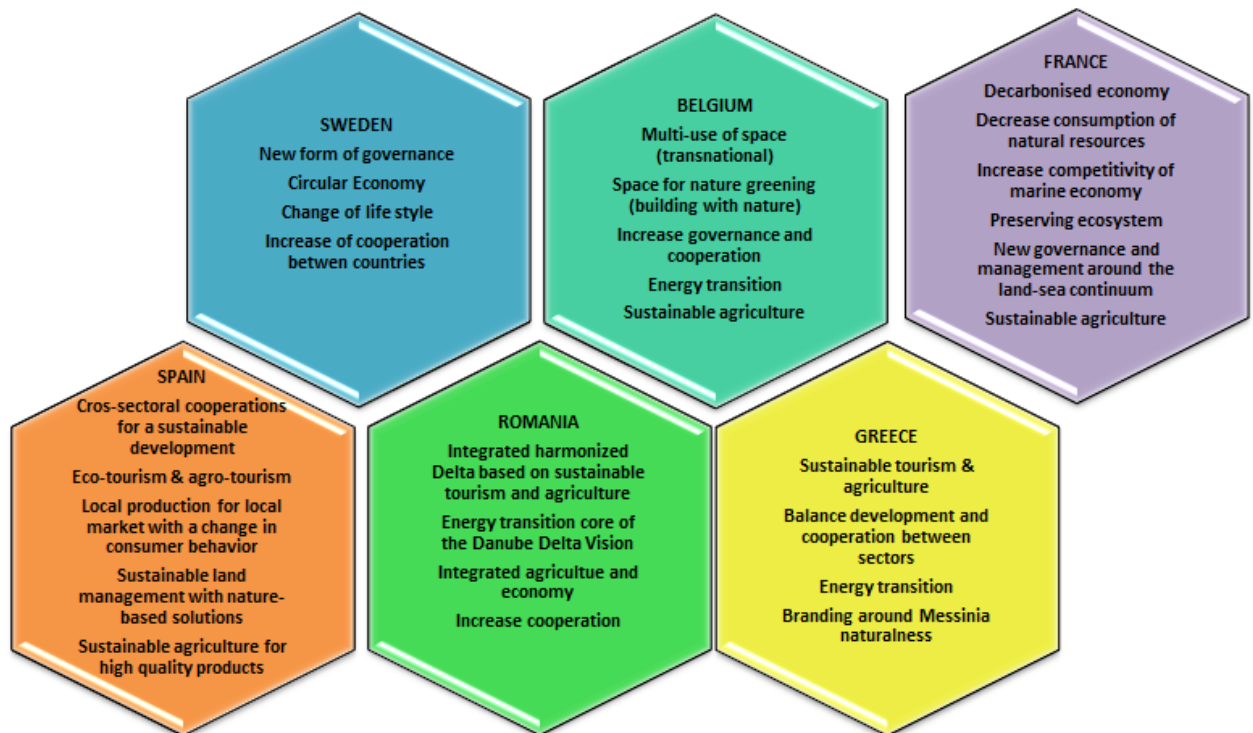 SWEDEN
New form of governance
Circular Economy
Change of life style
Increase of cooperation
betwen countries
BELGIUM
Multi-use of space
(transnational)
Space for nature greening
(building with nature)
Increase governance and
cooperation
Energy transition
Sustainable agriculture
FRANCE
Decarbonised economy
Decrease consumption of
natural resources
Increase competitivity of
marine economy
Preserving ecosystem
New governance and
management around the
land-sea continuum
Sustainable agriculture
SPAIN
Cros-sectoral cooperations
for a sustainable
development
Eco-tourism & agro-tourism
Local production for local
market with a change in
consumer behavior
Sustainable land
management with nature-
based solutions
Sustainable agriculture for
high quality products
ROMANIA
Integrated harmonized
Delta based on sustainable
tourism and agriculture
Energy transition core of
the Danube Delta Vision
Integrated agricultue and
economy
Increase cooperation
GREECE
Sustainable tourism &
agriculture
Balance development and
cooperation between
sectors
Energy transition
Branding around Messinia
naturalness